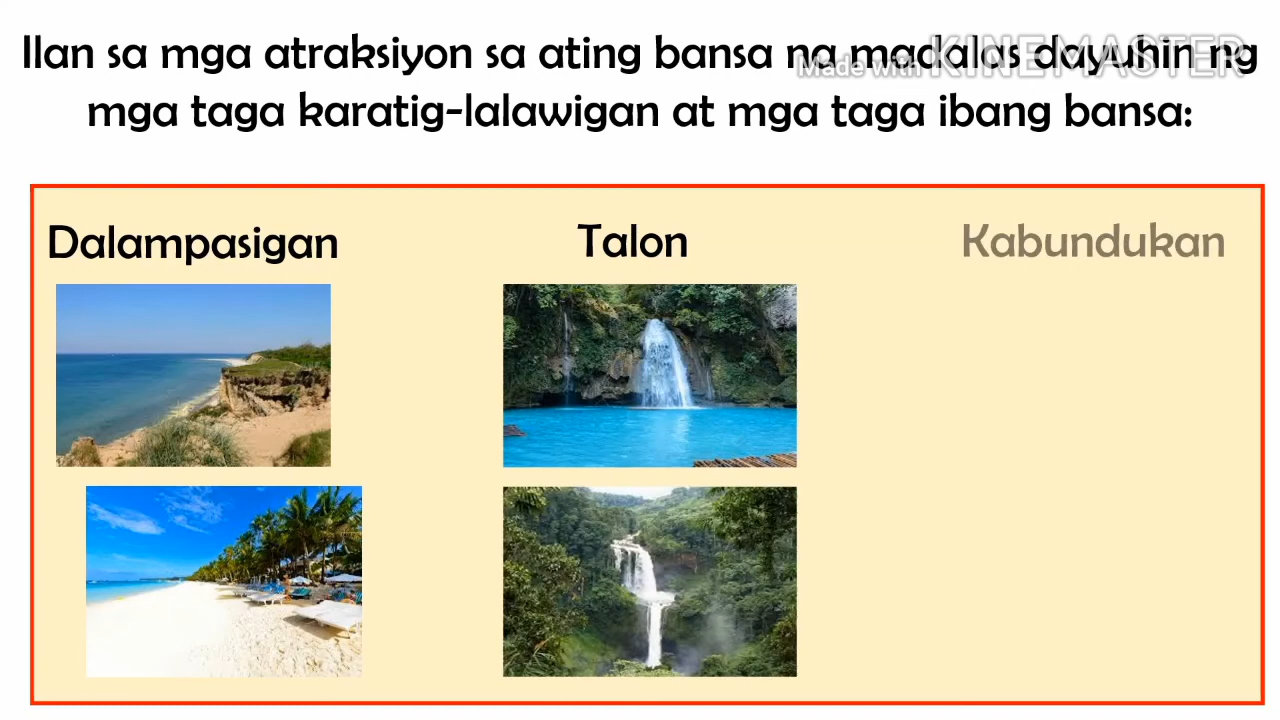 Ilan sa mga atraksiyon sa ating bansa na madalas dayuhin ng
Made with KINEMASTER
mga taga karatig-lalawigan at mga taga ibang bansa:
Dalampasigan
Talon
Kabundukan